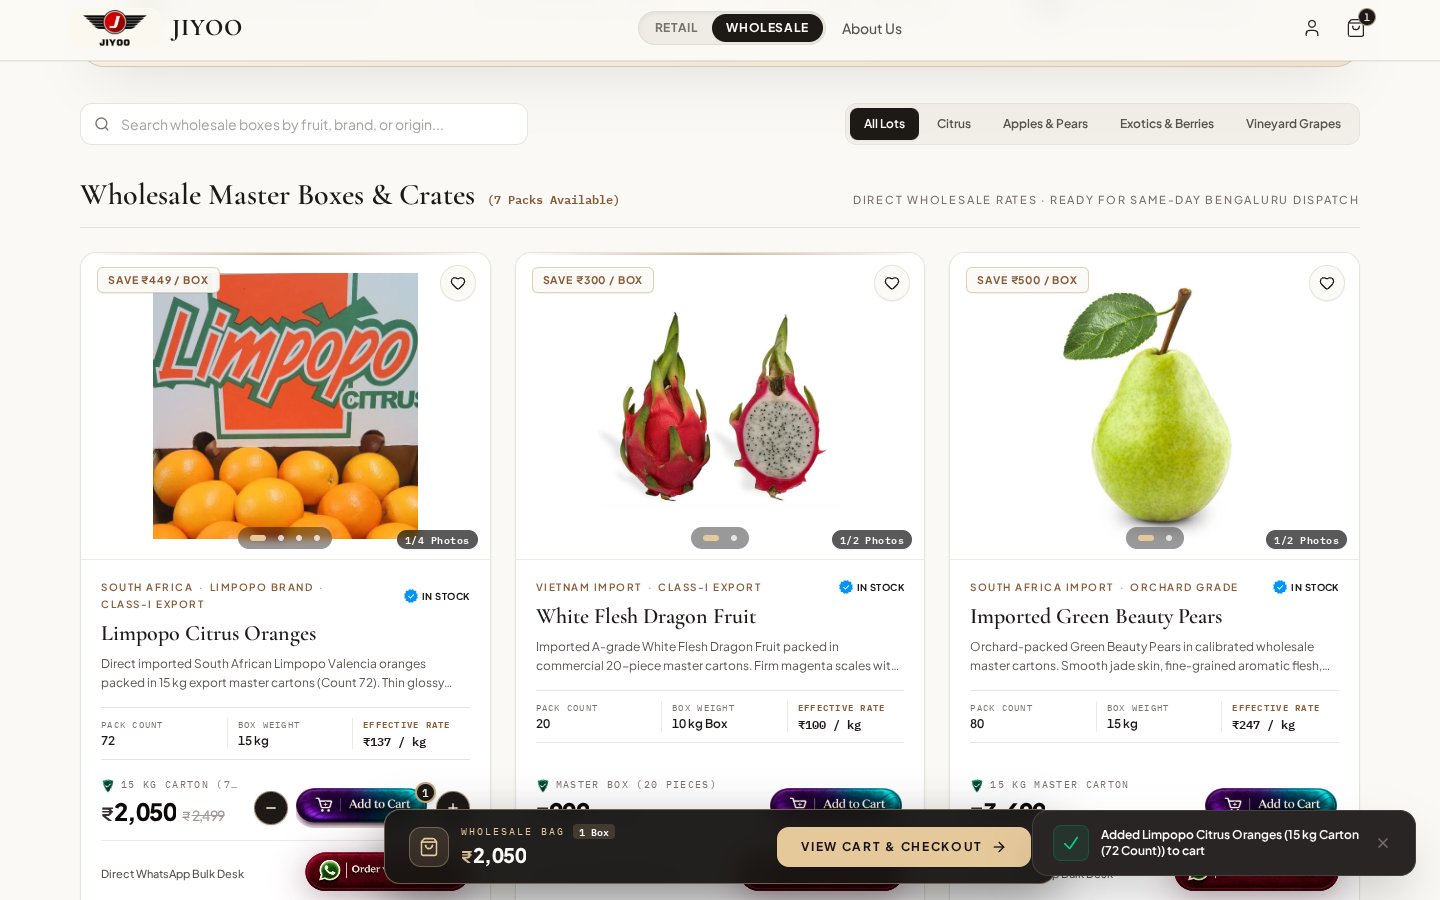 JIYOO
JIYOO
RETAIL
WHOLESALE
About Us
1
Search wholesale boxes by fruit, brand, or origin...
All Lots
Citrus
Apples & Pears
Exotics & Berries
Vineyard Grapes
Wholesale Master Boxes & Crates
(7 Packs Available)
DIRECT WHOLESALE RATES · READY FOR SAME-DAY BENGALURU DISPATCH
SAVE ₹449 / BOX
Limpopo
CITRUS
1/4 Photos
SOUTH AFRICA · LIMPOPO BRAND ·
CLASS-I EXPORT
IN STOCK
Limpopo Citrus Oranges
Direct imported South African Limpopo Valencia oranges
packed in 15 kg export master cartons (Count 72). Thin glossy…
PACK COUNT
72
BOX WEIGHT
15 kg
EFFECTIVE RATE
₹137 / kg
15 KG CARTON (7…
₹2,050 ₹2,499
−
Add to Cart
1
+
Direct WhatsApp Bulk Desk
Order
SAVE ₹300 / BOX
1/2 Photos
VIETNAM IMPORT · CLASS-I EXPORT
IN STOCK
White Flesh Dragon Fruit
Imported A-grade White Flesh Dragon Fruit packed in
commercial 20-piece master cartons. Firm magenta scales wit…
PACK COUNT
20
BOX WEIGHT
10 kg Box
EFFECTIVE RATE
₹100 / kg
MASTER BOX (20 PIECES)
Add to Cart
SAVE ₹500 / BOX
1/2 Photos
SOUTH AFRICA IMPORT · ORCHARD GRADE
IN STOCK
Imported Green Beauty Pears
Orchard-packed Green Beauty Pears in calibrated wholesale
master cartons. Smooth jade skin, fine-grained aromatic flesh,…
PACK COUNT
80
BOX WEIGHT
15 kg
EFFECTIVE RATE
₹247 / kg
15 KG MASTER CARTON
Add to Cart
WHOLESALE BAG
1 Box
₹2,050
VIEW CART & CHECKOUT
Added Limpopo Citrus Oranges (15 kg Carton
(72 Count)) to cart